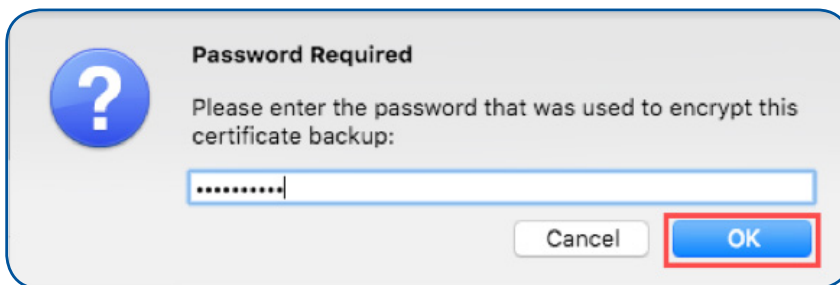 Password Required
Please enter the password that was used to encrypt this
certificate backup:
••••••••••
Cancel
OK